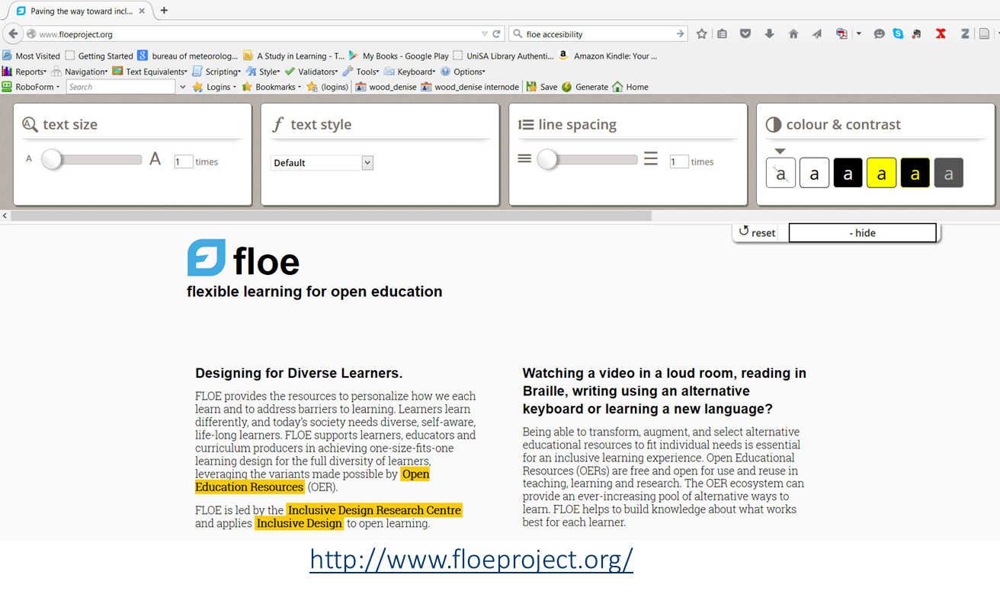 Paving the way toward incl... × +
www.floeproject.org floe accesibility
Most Visited Getting Started bureau of meteorolog... A Study in Learning - T... My Books - Google Play UniSA Library Authenti... Amazon Kindle: Your ...
Reports Navigation Text Equivalents Scripting Style Validators Tools Keyboard Options
RoboForm Search Logins Bookmarks (logins) wood_denise wood_denise internode Save Generate Home
text size text style line spacing colour & contrast
A A 1 times Default 1 times a a a a a a
reset - hide
floe
flexible learning for open education
Designing for Diverse Learners.
FLOE provides the resources to personalize how we each
learn and to address barriers to learning. Learners learn
differently, and today's society needs diverse, self-aware,
life-long learners. FLOE supports learners, educators and
curriculum producers in achieving one-size-fits-one
learning design for the full diversity of learners,
leveraging the variants made possible by Open
Education Resources (OER).
FLOE is led by the Inclusive Design Research Centre
and applies Inclusive Design to open learning.
Watching a video in a loud room, reading in
Braille, writing using an alternative
keyboard or learning a new language?
Being able to transform, augment, and select alternative
educational resources to fit individual needs is essential
for an inclusive learning experience. Open Educational
Resources (OERs) are free and open for use and reuse in
teaching, learning and research. The OER ecosystem can
provide an ever-increasing pool of alternative ways to
learn. FLOE helps to build knowledge about what works
best for each learner.
http://www.floeproject.org/